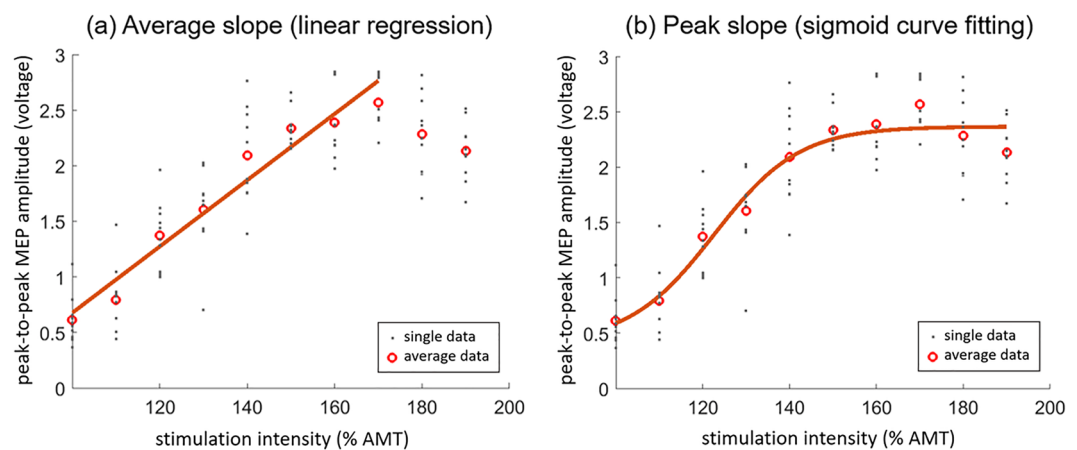 (a) Average slope (linear regression)
peak-to-peak MEP amplitude (voltage)
3
2.5
2
1.5
1
0.5
0
120
140
160
180
200
single data
average data
stimulation intensity (% AMT)
(b) Peak slope (sigmoid curve fitting)
peak-to-peak MEP amplitude (voltage)
3
2.5
2
1.5
1
0.5
0
120
140
160
180
200
single data
average data
stimulation intensity (% AMT)